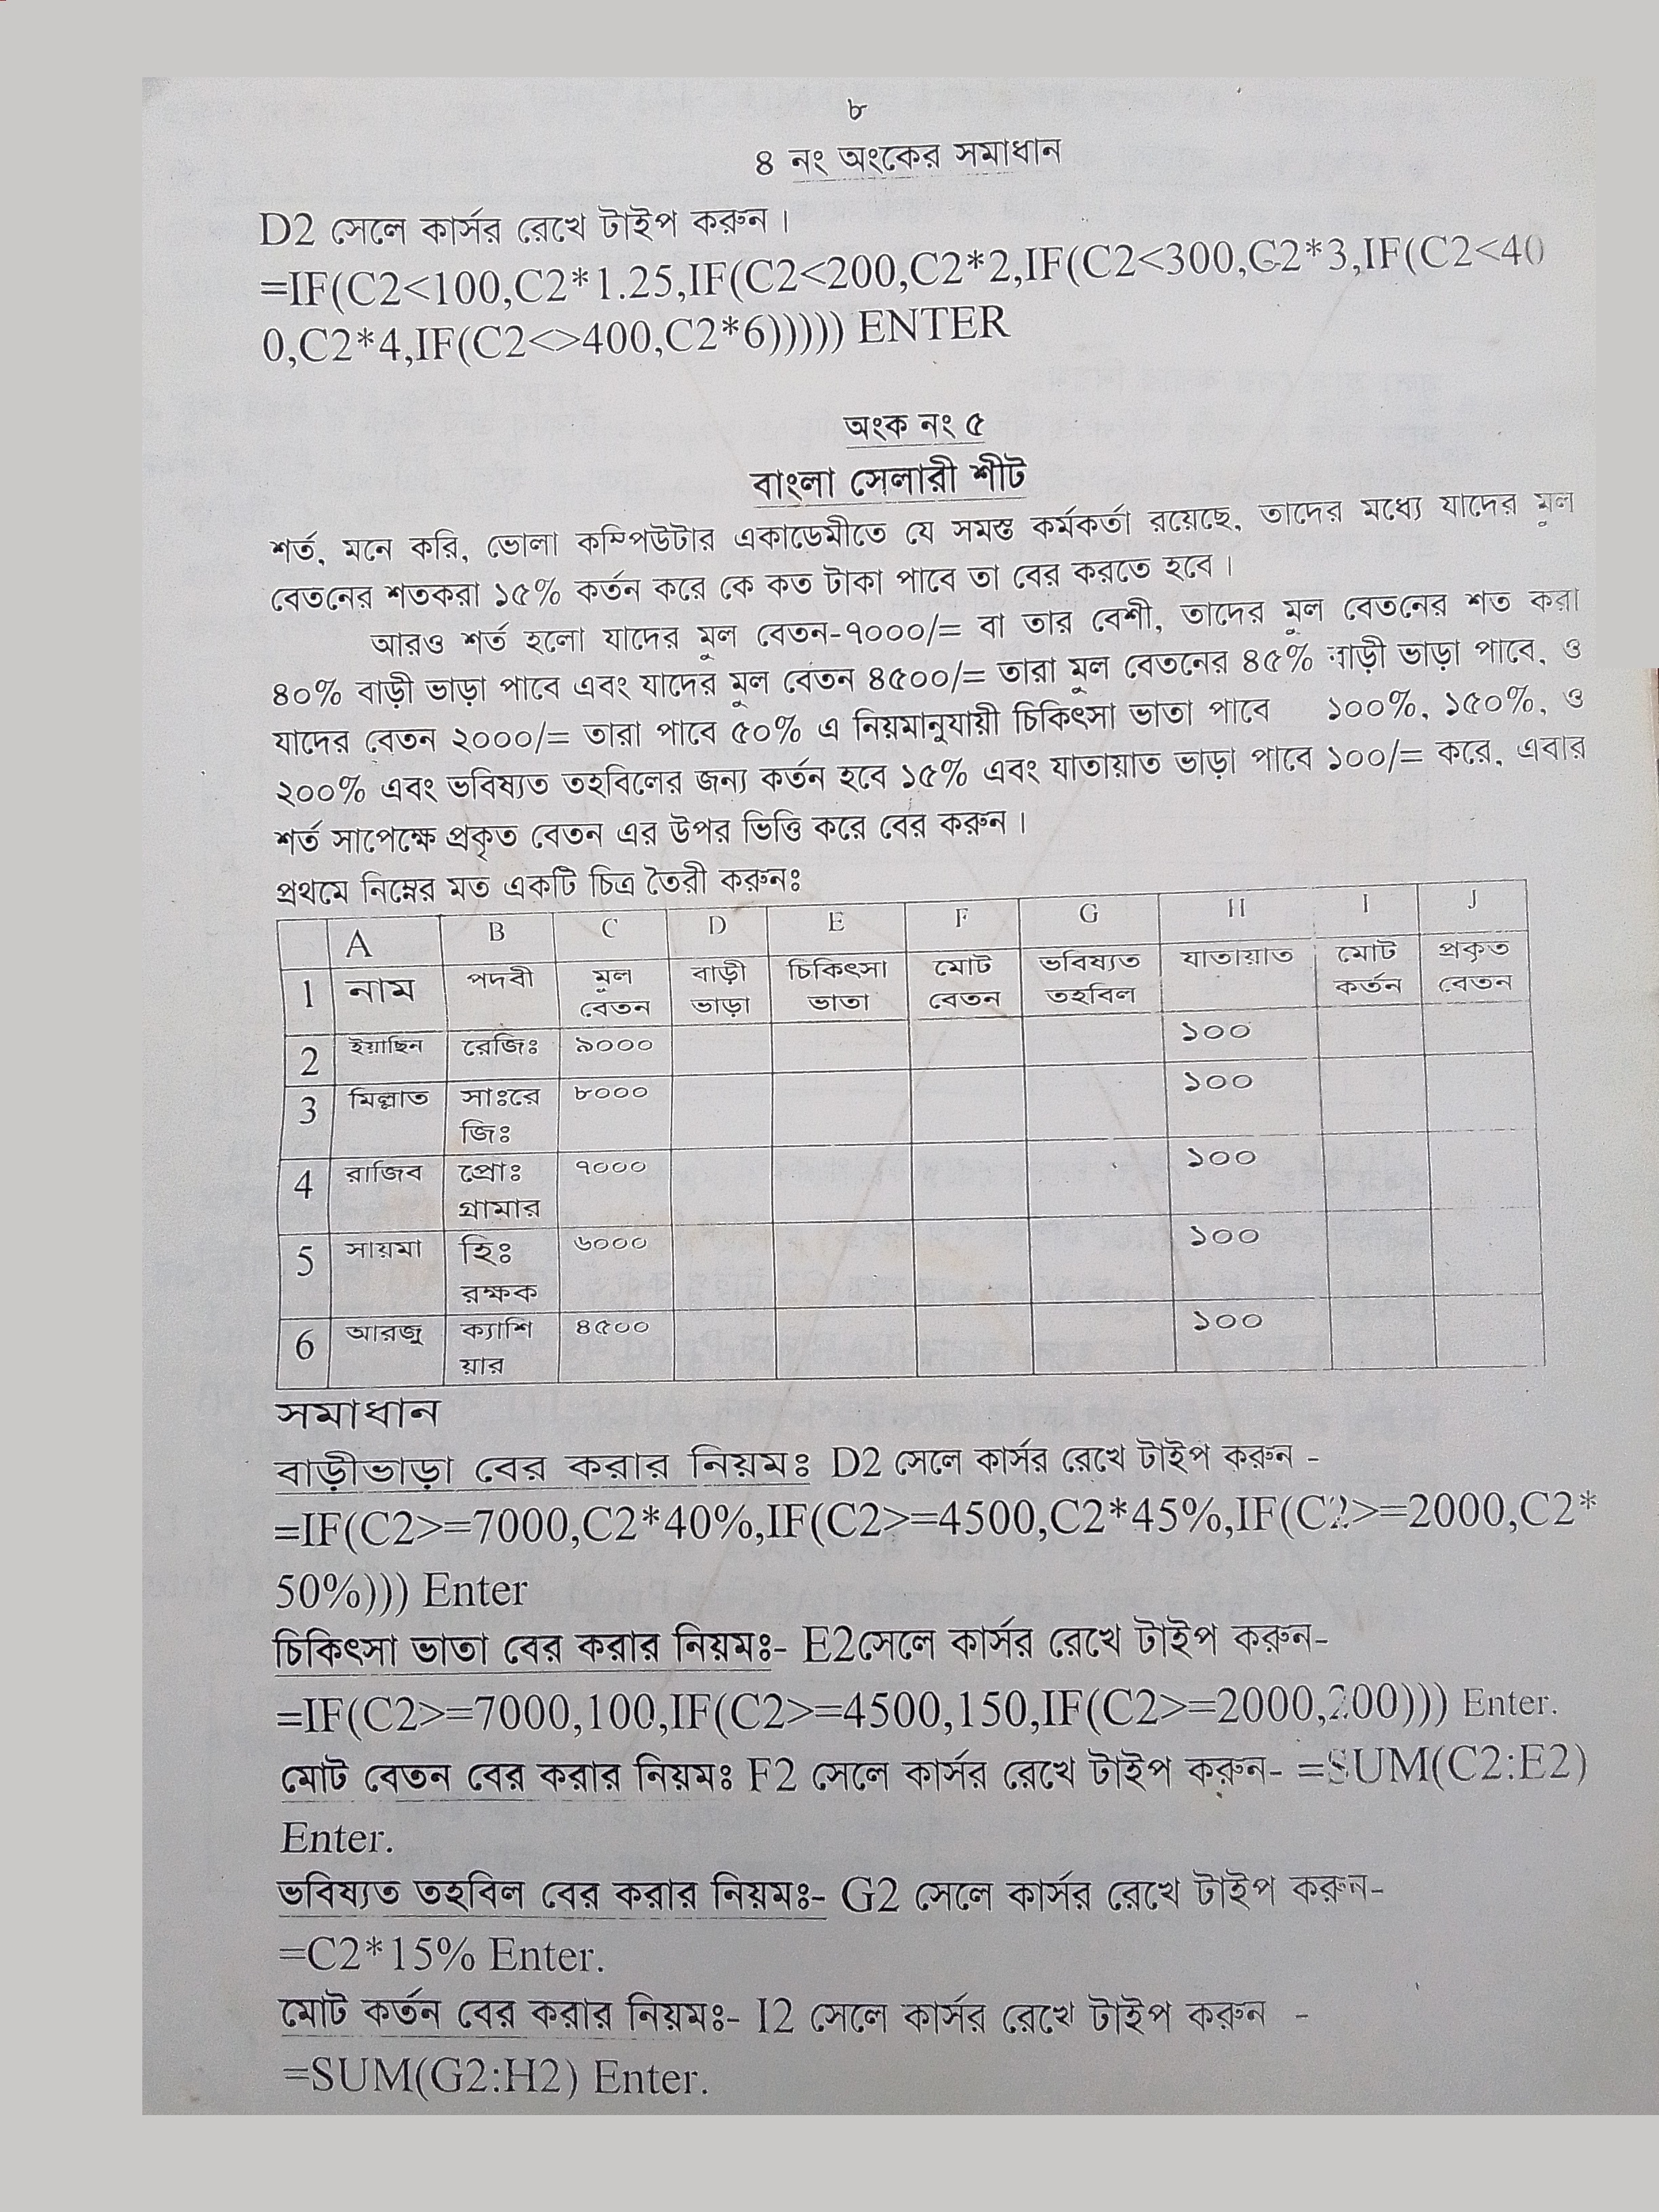 ৮
৪ নং অংকের সমাধান
D2 সেলে কার্সর রেখে টাইপ করুন।
=IF(C2<100,C2*1.25,IF(C2<200,C2*2,IF(C2<300,C2*3,IF(C2<40
0,C2*4,IF(C2<>400,C2*6))))) ENTER
অংক নং ৫
বাংলা সেলারী শীট
শর্ত, মনে করি, ভোলা কম্পিউটার একাডেমীতে যে সমস্ত কর্মকর্তা রয়েছে, তাদের মধ্যে যাদের মূল
বেতনের শতকরা ১৫% কর্তন করে কে কত টাকা পাবে তা বের করতে হবে।
আরও শর্ত হলো যাদের মূল বেতন-৭০০০/= বা তার বেশী, তাদের মূল বেতনের শত করা
৪০% বাড়ী ভাড়া পাবে এবং যাদের মূল বেতন ৪৫০০/= তারা মূল বেতনের ৪৫% বাড়ী ভাড়া পাবে, ও
যাদের বেতন ২০০০/= তারা পাবে ৫০% এ নিয়মানুযায়ী চিকিৎসা ভাতা পাবে ১০০%, ১৫০%, ও
২০০% এবং ভবিষ্যত তহবিলের জন্য কর্তন হবে ১৫% এবং যাতায়াত ভাড়া পাবে ১০০/= করে, এবার
শর্ত সাপেক্ষে প্রকৃত বেতন এর উপর ভিত্তি করে বের করুন।
প্রথমে নিম্নের মত একটি চিত্র তৈরী করুনঃ
A B C D E F G H I J
1 নাম পদবী মূল বেতন বাড়ী ভাড়া চিকিৎসা ভাতা মোট বেতন ভবিষ্যত তহবিল যাতায়াত মোট কর্তন প্রকৃত বেতন
2 ইয়াছিন রেজিঃ ৯০০০ ১০০
3 মিল্লাত সাঃরে জিঃ ৮০০০ ১০০
4 রাজিব প্রোঃ গ্রামার ৭০০০ ১০০
5 সায়মা হিঃ রক্ষক ৬০০০ ১০০
6 আরজু ক্যাশি য়ার ৪৫০০ ১০০
সমাধান
বাড়ীভাড়া বের করার নিয়মঃ D2 সেলে কার্সর রেখে টাইপ করুন -
=IF(C2>=7000,C2*40%,IF(C2>=4500,C2*45%,IF(C2>=2000,C2*
50%))) Enter
চিকিৎসা ভাতা বের করার নিয়মঃ- E2সেলে কার্সর রেখে টাইপ করুন-
=IF(C2>=7000,100,IF(C2>=4500,150,IF(C2>=2000,200))) Enter.
মোট বেতন বের করার নিয়মঃ F2 সেলে কার্সর রেখে টাইপ করুন- =SUM(C2:E2)
Enter.
ভবিষ্যত তহবিল বের করার নিয়মঃ- G2 সেলে কার্সর রেখে টাইপ করুন-
=C2*15% Enter.
মোট কর্তন বের করার নিয়মঃ- I2 সেলে কার্সর রেখে টাইপ করুন -
=SUM(G2:H2) Enter.